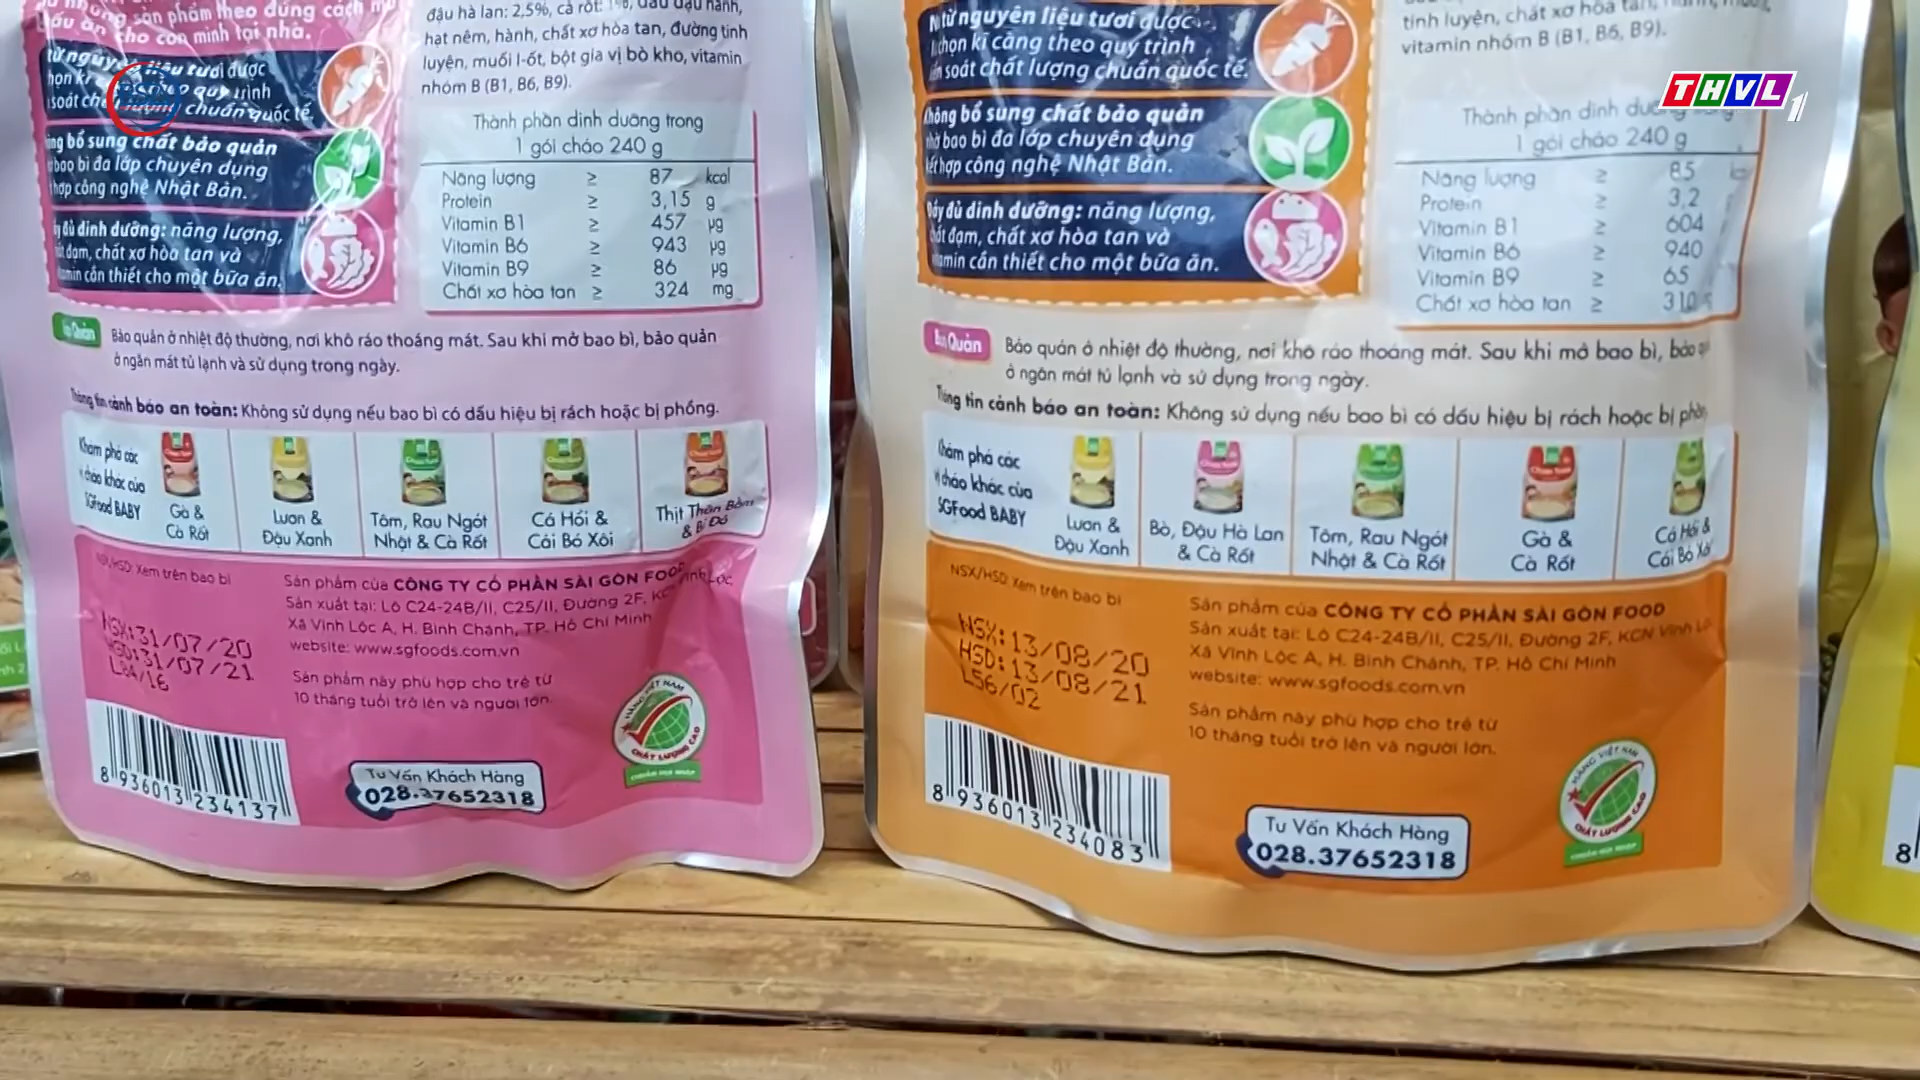 những sản phẩm theo đúng cách
nấu ăn cho con mình tại nhà.
từ nguyên liệu tươi được
quy trình
soát chất lượng chuẩn quốc tế.
bổ sung chất bảo quản
bao bì đa lớp chuyên dụng
hợp công nghệ Nhật Bản.
đủ dinh dưỡng: năng lượng,
đạm, chất xơ hòa tan và
cần thiết cho một bữa ăn.
đậu hà lan: 2,5%, cà rốt:
hạt nêm, hành, chất xơ hòa tan, đường tinh
luyện, muối I-ốt, bột gia vị bò kho, vitamin
nhóm B (B1, B6, B9).
Thành phần dinh dưỡng trong
1 gói cháo 240 g
Năng lượng ≥ 87 kcal
Protein ≥ 3,15 g
Vitamin B1 ≥ 457 µg
Vitamin B6 ≥ 943 µg
Vitamin B9 ≥ 86 µg
Chất xơ hòa tan ≥ 324 mg
Quản
Bảo quản ở nhiệt độ thường, nơi khô ráo thoáng mát. Sau khi mở bao bì, bảo quản
ở ngăn mát tủ lạnh và sử dụng trong ngày.
Thông tin cảnh báo an toàn: Không sử dụng nếu bao bì có dấu hiệu bị rách hoặc bị phồng.
Khám phá các
vị cháo khác của
SGFood BABY
Gà &
Cà Rốt
Lươn &
Đậu Xanh
Tôm, Rau Ngót
Nhật & Cà Rốt
Cá Hồi &
Cải Bó Xôi
Thịt Thăn Bằm
& Bí Đỏ
NSX/HSD: Xem trên bao bì
NSX:31/07/20
HSD:31/07/21
L84/16
Sản phẩm của CÔNG TY CỔ PHẦN SÀI GÒN FOOD
Sản xuất tại: Lô C24-24B/II, C25/II, Đường 2F, KCN Vĩnh Lộc
Xã Vĩnh Lộc A, H. Bình Chánh, TP. Hồ Chí Minh
website: www.sgfoods.com.vn
Sản phẩm này phù hợp cho trẻ từ
10 tháng tuổi trở lên và người lớn.
8 936013 234137
Tư Vấn Khách Hàng
028.37652318
HÀNG VIỆT NAM
CHẤT LƯỢNG CAO
CHUẨN HỘI NHẬP
từ nguyên liệu tươi được
chọn kĩ càng theo quy trình
soát chất lượng chuẩn quốc tế.
Không bổ sung chất bảo quản
nhờ bao bì đa lớp chuyên dụng
kết hợp công nghệ Nhật Bản.
Đầy đủ dinh dưỡng: năng lượng,
chất đạm, chất xơ hòa tan và
vitamin cần thiết cho một bữa ăn.
tinh luyện, chất xơ hòa tan,
vitamin nhóm B (B1, B6, B9).
THVL1
Thành phần dinh dưỡng
1 gói cháo 240 g
Năng lượng ≥ 85
Protein ≥ 3,2
Vitamin B1 ≥ 604
Vitamin B6 ≥ 940
Vitamin B9 ≥ 65
Chất xơ hòa tan ≥ 310
Bảo Quản
Bảo quản ở nhiệt độ thường, nơi khô ráo thoáng mát. Sau khi mở bao bì, bảo
ở ngăn mát tủ lạnh và sử dụng trong ngày.
Thông tin cảnh báo an toàn: Không sử dụng nếu bao bì có dấu hiệu bị rách hoặc bị phồng
Khám phá các
vị cháo khác của
SGFood BABY
Lươn &
Đậu Xanh
Bò, Đậu Hà Lan
& Cà Rốt
Tôm, Rau Ngót
Nhật & Cà Rốt
Gà &
Cà Rốt
Cá Hồi &
Cải Bó Xôi
NSX/HSD: Xem trên bao bì
NSX:13/08/20
HSD:13/08/21
L56/02
Sản phẩm của CÔNG TY CỔ PHẦN SÀI GÒN FOOD
Sản xuất tại: Lô C24-24B/II, C25/II, Đường 2F, KCN Vĩnh Lộ
Xã Vĩnh Lộc A, H. Bình Chánh, TP. Hồ Chí Minh
website: www.sgfoods.com.vn
Sản phẩm này phù hợp cho trẻ từ
10 tháng tuổi trở lên và người lớn.
8 936013 234083
Tư Vấn Khách Hàng
028.37652318
HÀNG VIỆT NAM
CHẤT LƯỢNG CAO
CHUẨN HỘI NHẬP
8